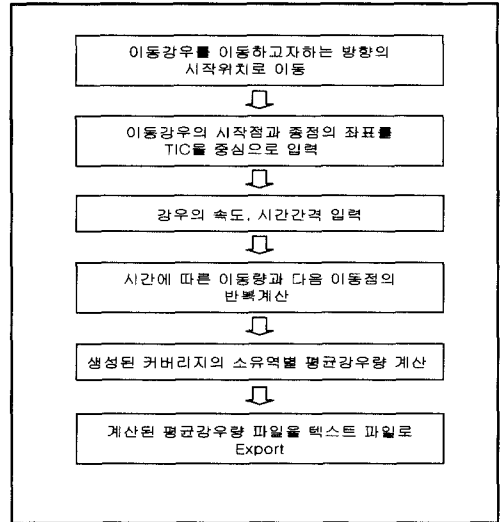 이동강우를 이동하고자하는 방향의
시작위치로 이동
이동강우의 시작점과 종점의 좌표를
TIC을 중심으로 입력
강우의 속도, 시간간격 입력
시간에 따른 이동량과 다음 이동점의
반복계산
생성된 커버리지의 소유역별 평균강우량 계산
계산된 평균강우량 파일을 텍스트 파일로
Export